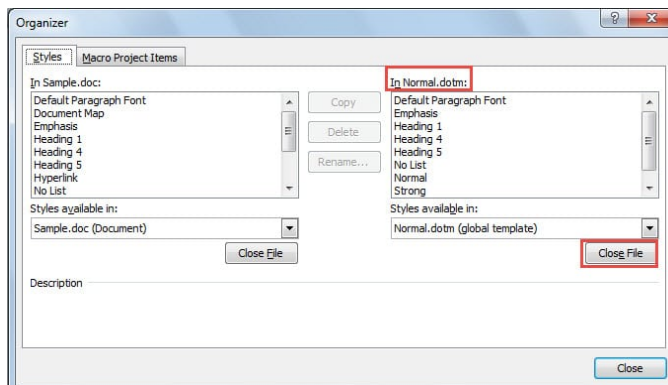 Organizer
Styles
Macro Project Items
In Sample.doc:
Default Paragraph Font
Document Map
Emphasis
Heading 1
Heading 4
Heading 5
Hyperlink
No List
Copy
Delete
Rename...
In Normal.dotm:
Default Paragraph Font
Emphasis
Heading 1
Heading 4
Heading 5
No List
Normal
Strong
Styles available in:
Sample.doc (Document)
Close File
Styles available in:
Normal.dotm (global template)
Close File
Description
Close